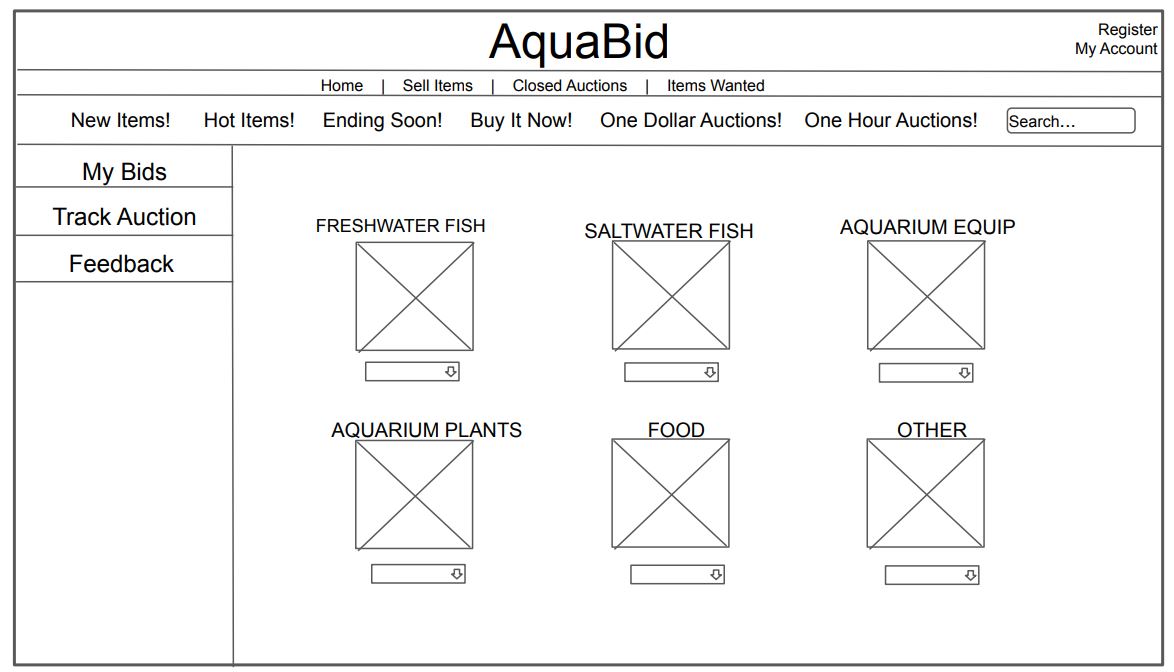 AquaBid
Register
My Account
Home | Sell Items | Closed Auctions | Items Wanted
New Items! Hot Items! Ending Soon! Buy It Now! One Dollar Auctions! One Hour Auctions! Search...
My Bids
Track Auction
Feedback
FRESHWATER FISH SALTWATER FISH AQUARIUM EQUIP
AQUARIUM PLANTS FOOD OTHER